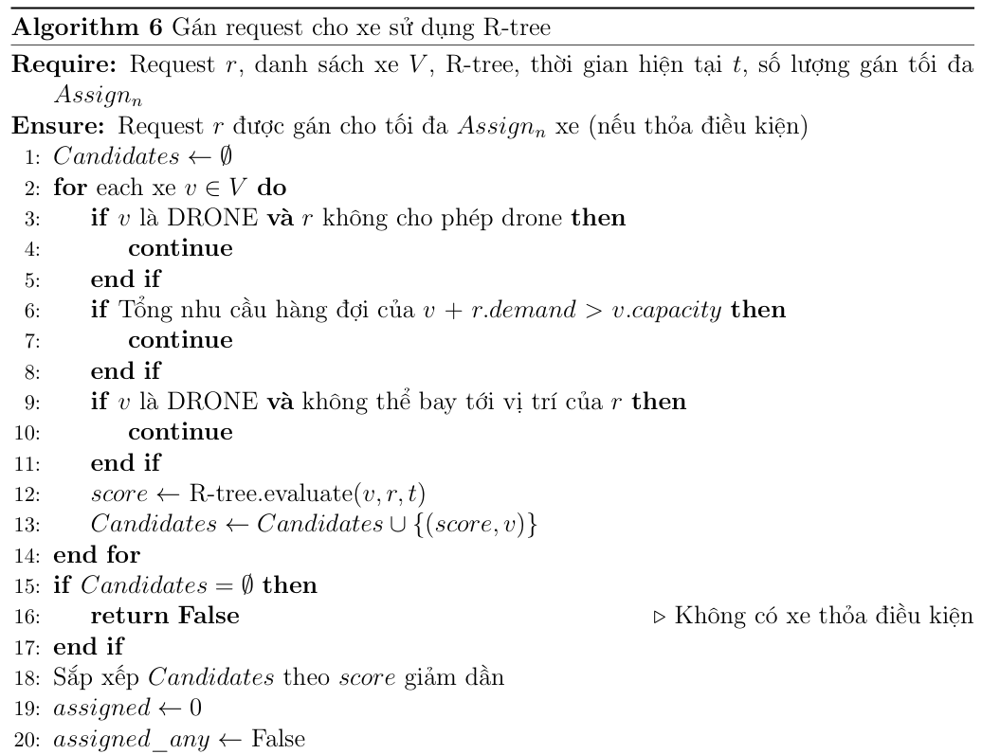 Algorithm 6 Gán request cho xe sử dụng R-tree
Require: Request r, danh sách xe V, R-tree, thời gian hiện tại t, số lượng gán tối đa
Assignₙ
Ensure: Request r được gán cho tối đa Assignₙ xe (nếu thỏa điều kiện)
1: Candidates ← ∅
2: for each xe v ∈ V do
3: if v là DRONE và r không cho phép drone then
4: continue
5: end if
6: if Tổng nhu cầu hàng đợi của v + r.demand > v.capacity then
7: continue
8: end if
9: if v là DRONE và không thể bay tới vị trí của r then
10: continue
11: end if
12: score ← R-tree.evaluate(v, r, t)
13: Candidates ← Candidates ∪ {(score, v)}
14: end for
15: if Candidates = ∅ then
16: return False ▷ Không có xe thỏa điều kiện
17: end if
18: Sắp xếp Candidates theo score giảm dần
19: assigned ← 0
20: assigned_any ← False